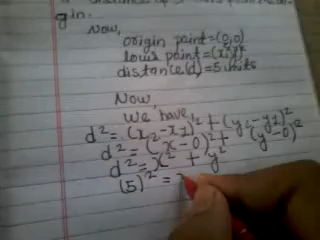 gin.
Now,
origin point=(0,0)
locus point=(x,y)
distance(d)=5 units
Now,
We have,
d² = (x₂-x1)² + (y₂-y1)²
d² = (x-0)² + (y-0)²
d² = x² + y²
(5)² =